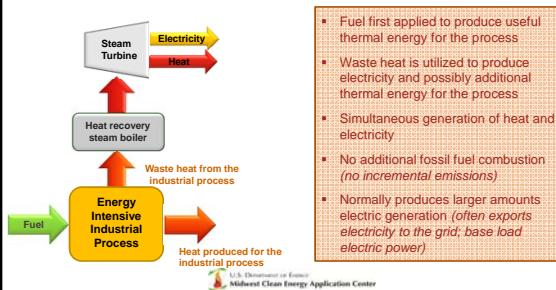 Steam
Turbine
Electricity
Heat
Heat recovery
steam boiler
Waste heat from the
industrial process
Fuel
Energy
Intensive
Industrial
Process
Heat produced for the
industrial process
▪ Fuel first applied to produce useful
thermal energy for the process
▪ Waste heat is utilized to produce
electricity and possibly additional
thermal energy for the process
▪ Simultaneous generation of heat and
electricity
▪ No additional fossil fuel combustion
(no incremental emissions)
▪ Normally produces larger amounts
electric generation (often exports
electricity to the grid; base load
electric power)
U.S. Department of Energy
Midwest Clean Energy Application Center